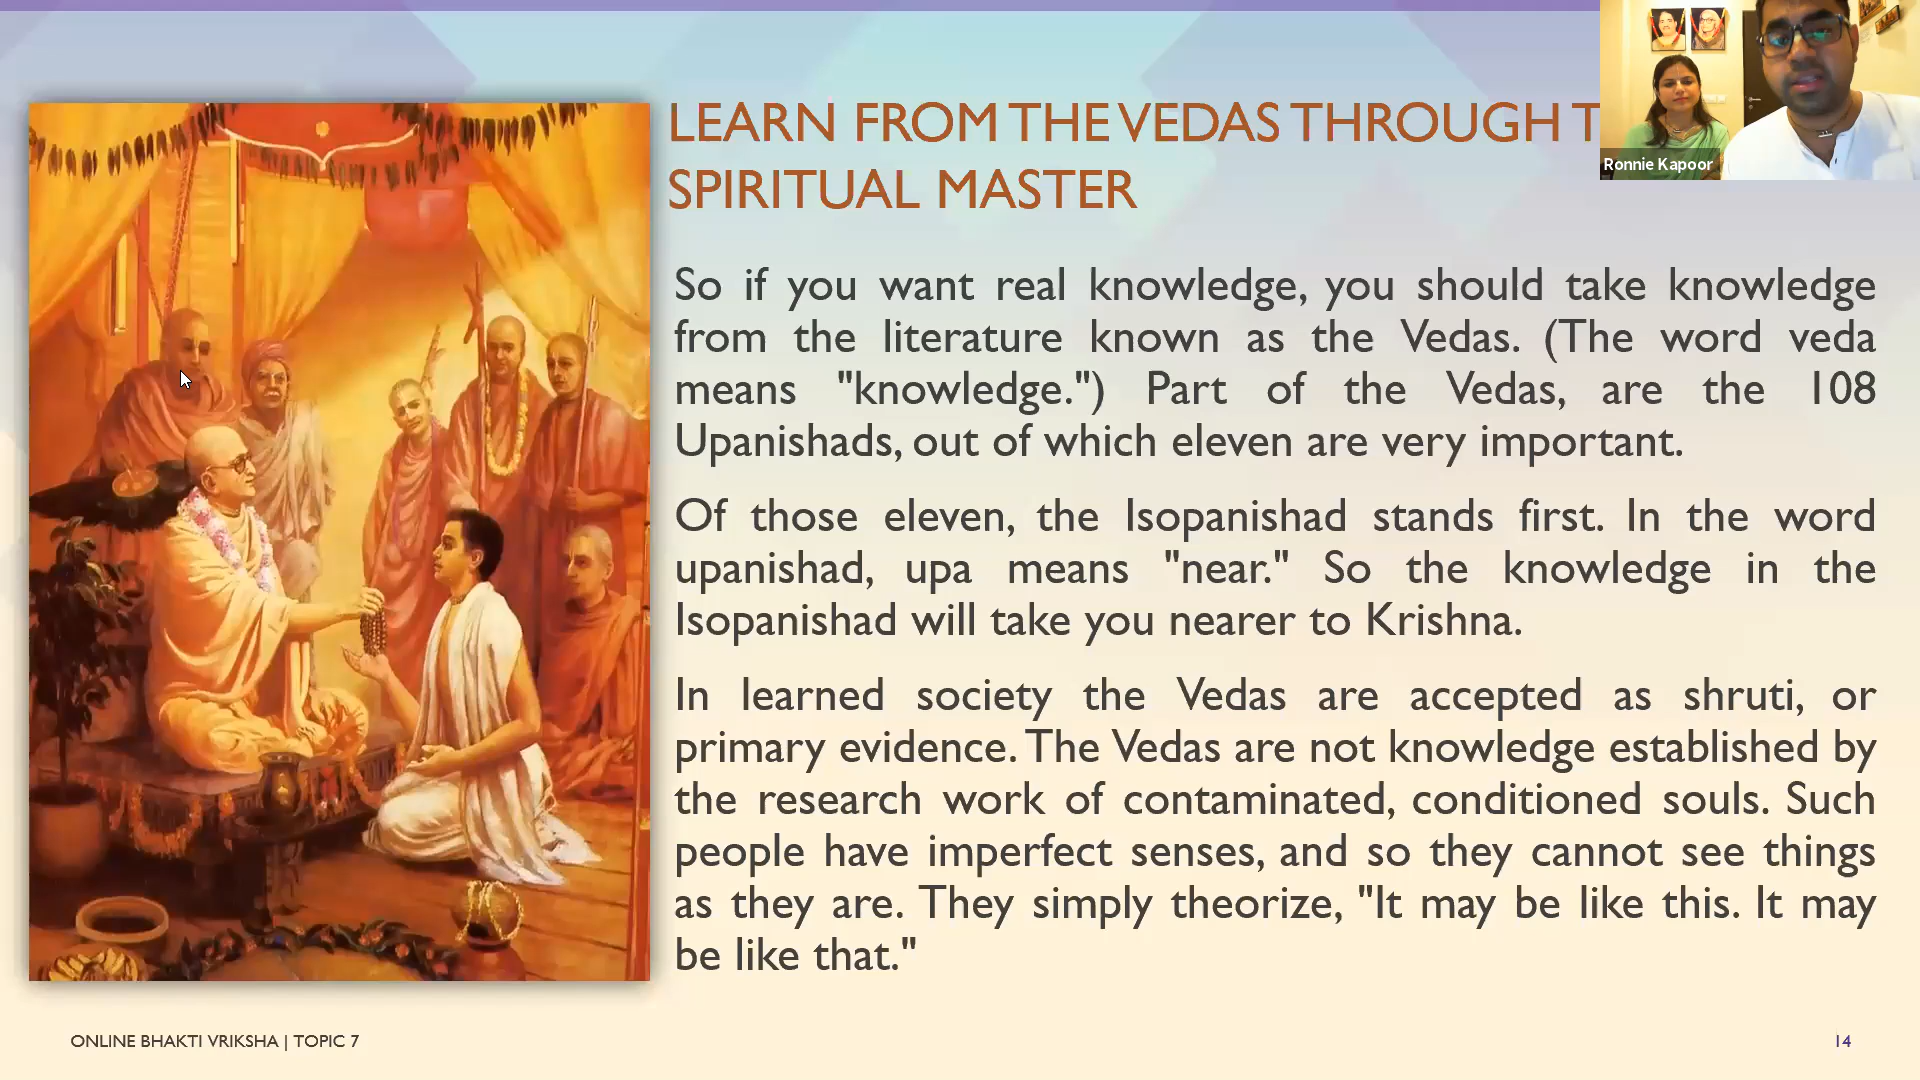 LEARN FROM THE VEDAS THROUGH T
SPIRITUAL MASTER
Ronnie Kapoor
So if you want real knowledge, you should take knowledge
from the literature known as the Vedas. (The word veda
means "knowledge.") Part of the Vedas, are the 108
Upanishads, out of which eleven are very important.
Of those eleven, the Isopanishad stands first. In the word
upanishad, upa means "near." So the knowledge in the
Isopanishad will take you nearer to Krishna.
In learned society the Vedas are accepted as shruti, or
primary evidence. The Vedas are not knowledge established by
the research work of contaminated, conditioned souls. Such
people have imperfect senses, and so they cannot see things
as they are. They simply theorize, "It may be like this. It may
be like that."
ONLINE BHAKTI VRIKSHA | TOPIC 7
14